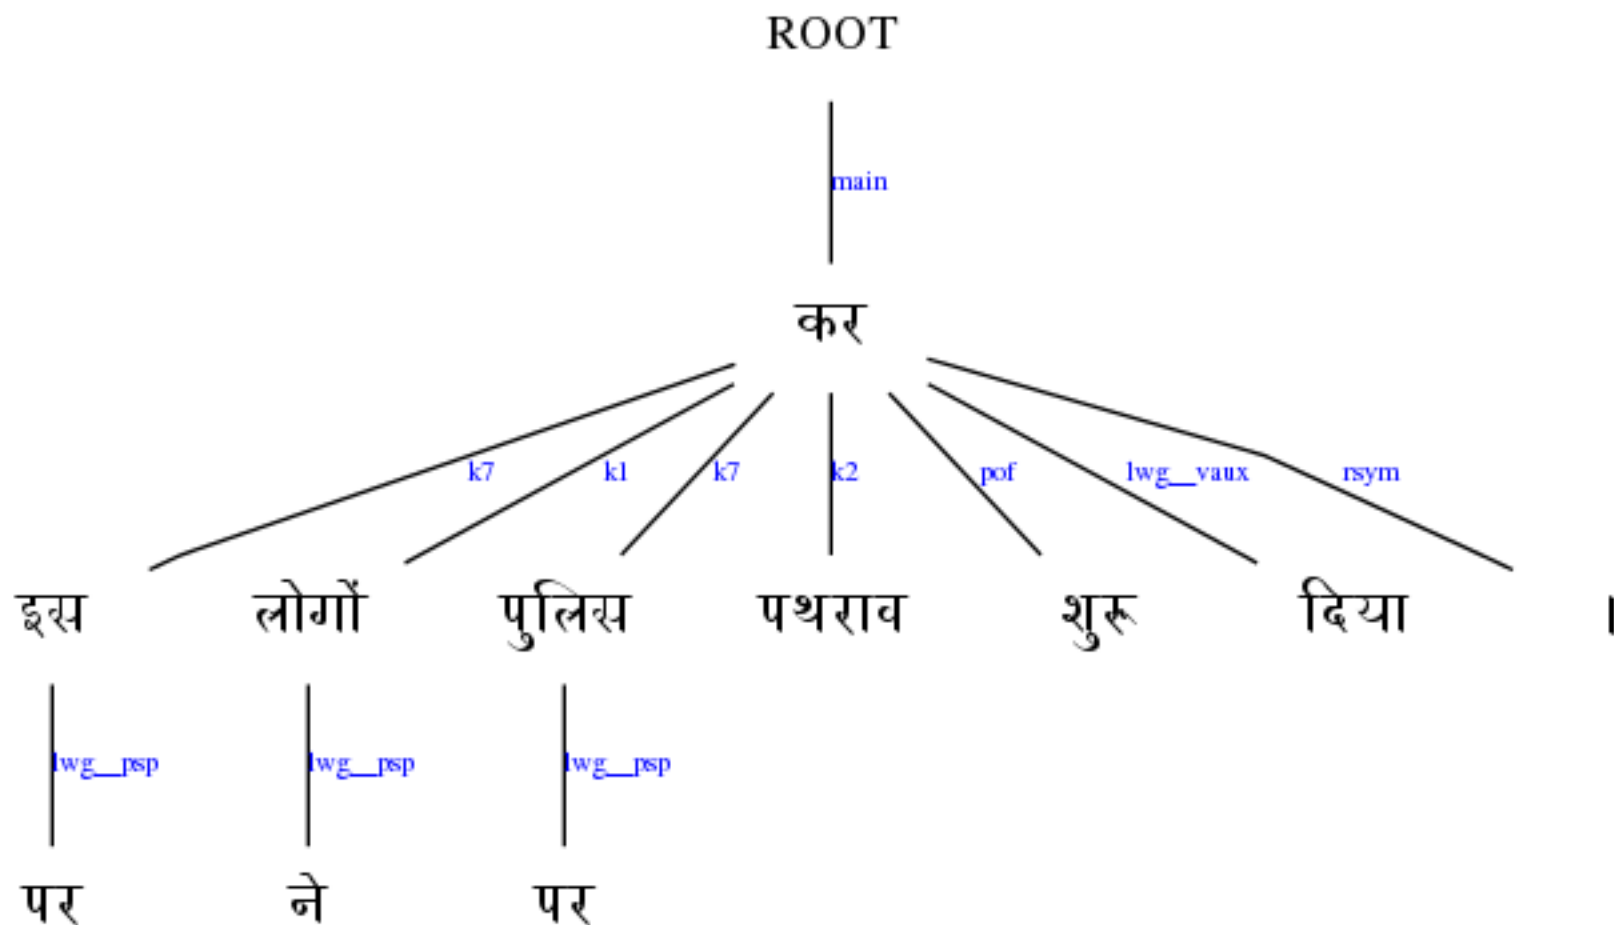 ROOT
main
कर
k7 k1 k7 k2 pof lwg__vaux rsym
इस लोगों पुलिस पथराव शुरू दिया ।
lwg__psp lwg__psp lwg__psp
पर ने पर